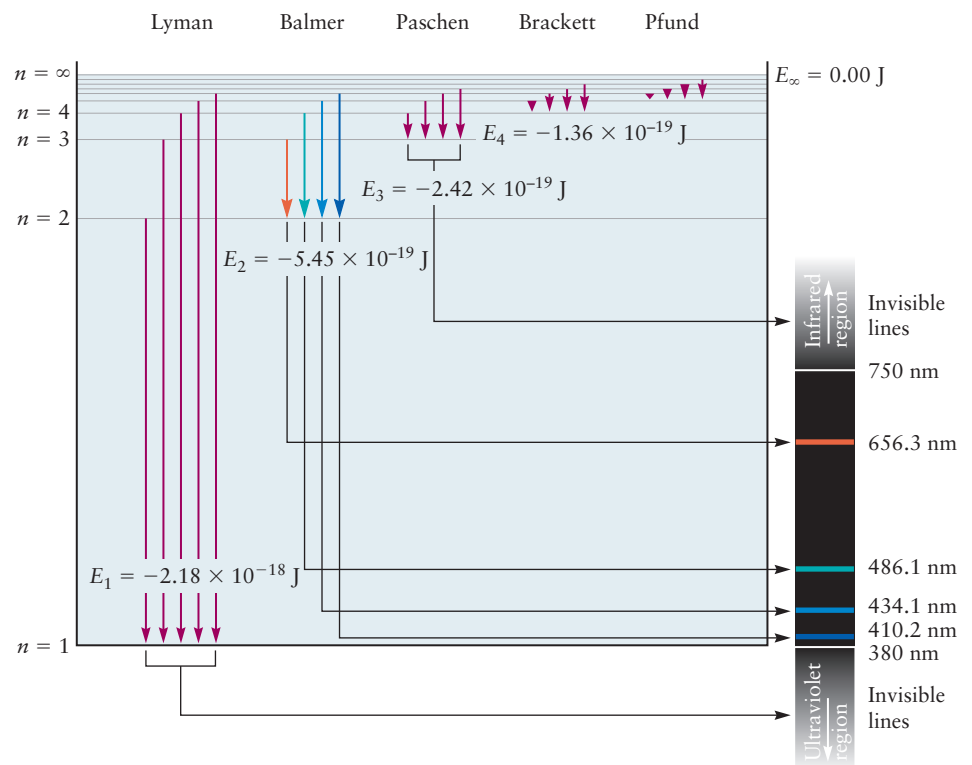 Lyman Balmer Paschen Brackett Pfund
n = ∞
E∞ = 0.00 J
n = 4
E₄ = −1.36 × 10⁻¹⁹ J
n = 3
E₃ = −2.42 × 10⁻¹⁹ J
n = 2
E₂ = −5.45 × 10⁻¹⁹ J
Infrared
region
Invisible
lines
750 nm
656.3 nm
486.1 nm
E₁ = −2.18 × 10⁻¹⁸ J
434.1 nm
410.2 nm
n = 1
380 nm
Ultraviolet
region
Invisible
lines